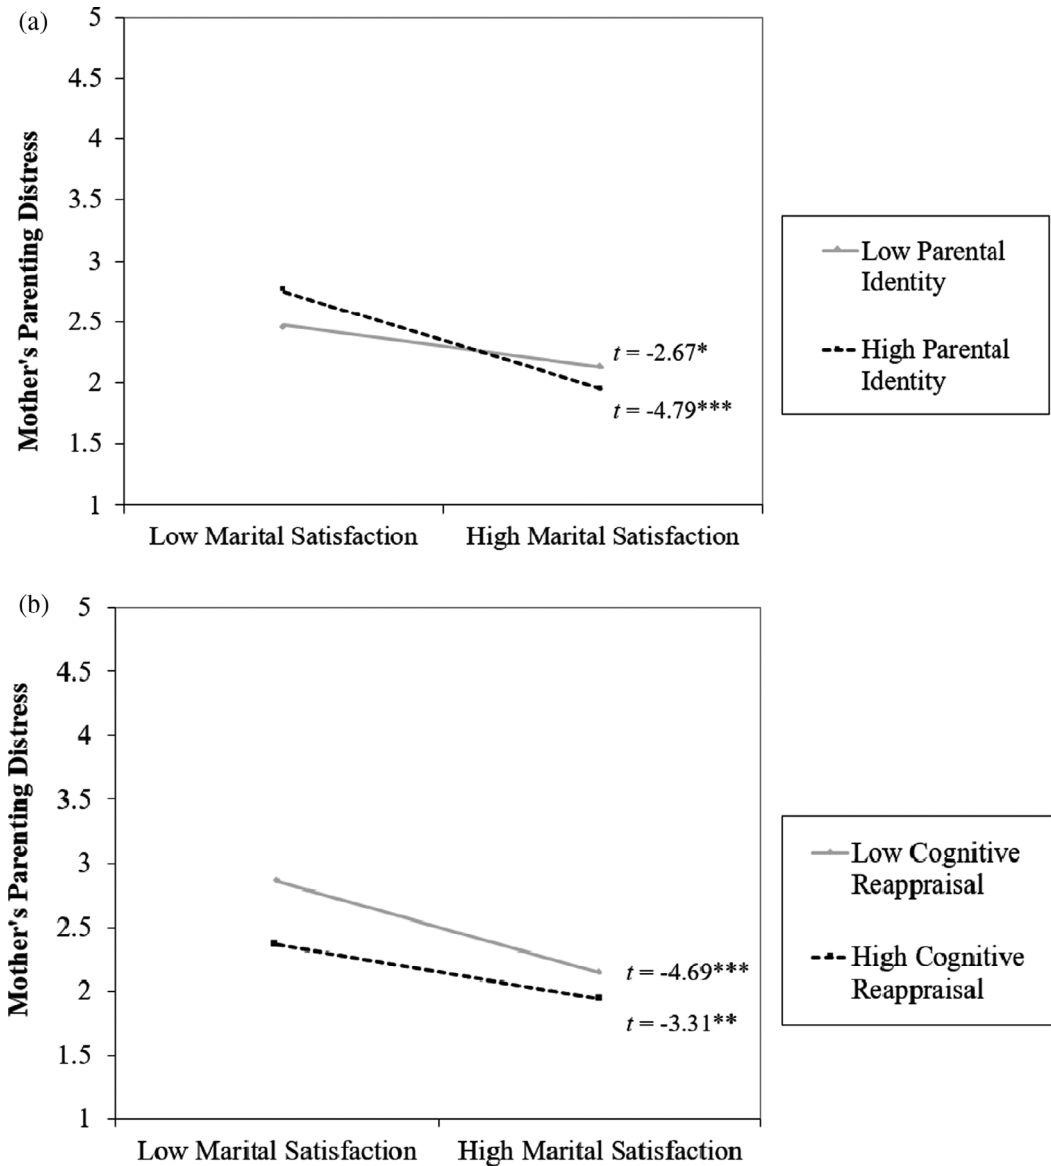 (a)
Mother's Parenting Distress
5
4.5
4
3.5
3
2.5
2
1.5
1
Low Marital Satisfaction
High Marital Satisfaction
t = -2.67*
t = -4.79***
Low Parental
Identity
High Parental
Identity
(b)
Mother's Parenting Distress
5
4.5
4
3.5
3
2.5
2
1.5
1
Low Marital Satisfaction
High Marital Satisfaction
t = -4.69***
t = -3.31**
Low Cognitive
Reappraisal
High Cognitive
Reappraisal